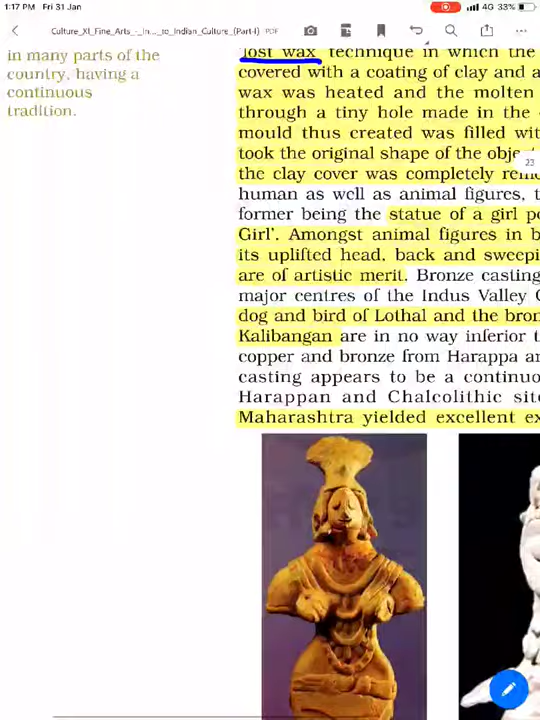 1:17 PM Fri 31 Jan
4G 33%
Culture_XI_Fine_Arts_-_In..._to_Indian_Culture_(Part-I) PDF
in many parts of the
country, having a
continuous
tradition.
lost wax technique in which the
covered with a coating of clay and a
wax was heated and the molten
through a tiny hole made in the
mould thus created was filled wit
took the original shape of the obje
23
the clay cover was completely rem
human as well as animal figures, t
former being the statue of a girl po
Girl'. Amongst animal figures in b
its uplifted head, back and sweepi
are of artistic merit. Bronze casting
major centres of the Indus Valley C
dog and bird of Lothal and the bron
Kalibangan are in no way inferior t
copper and bronze from Harappa an
casting appears to be a continuo
Harappan and Chalcolithic site
Maharashtra yielded excellent ex